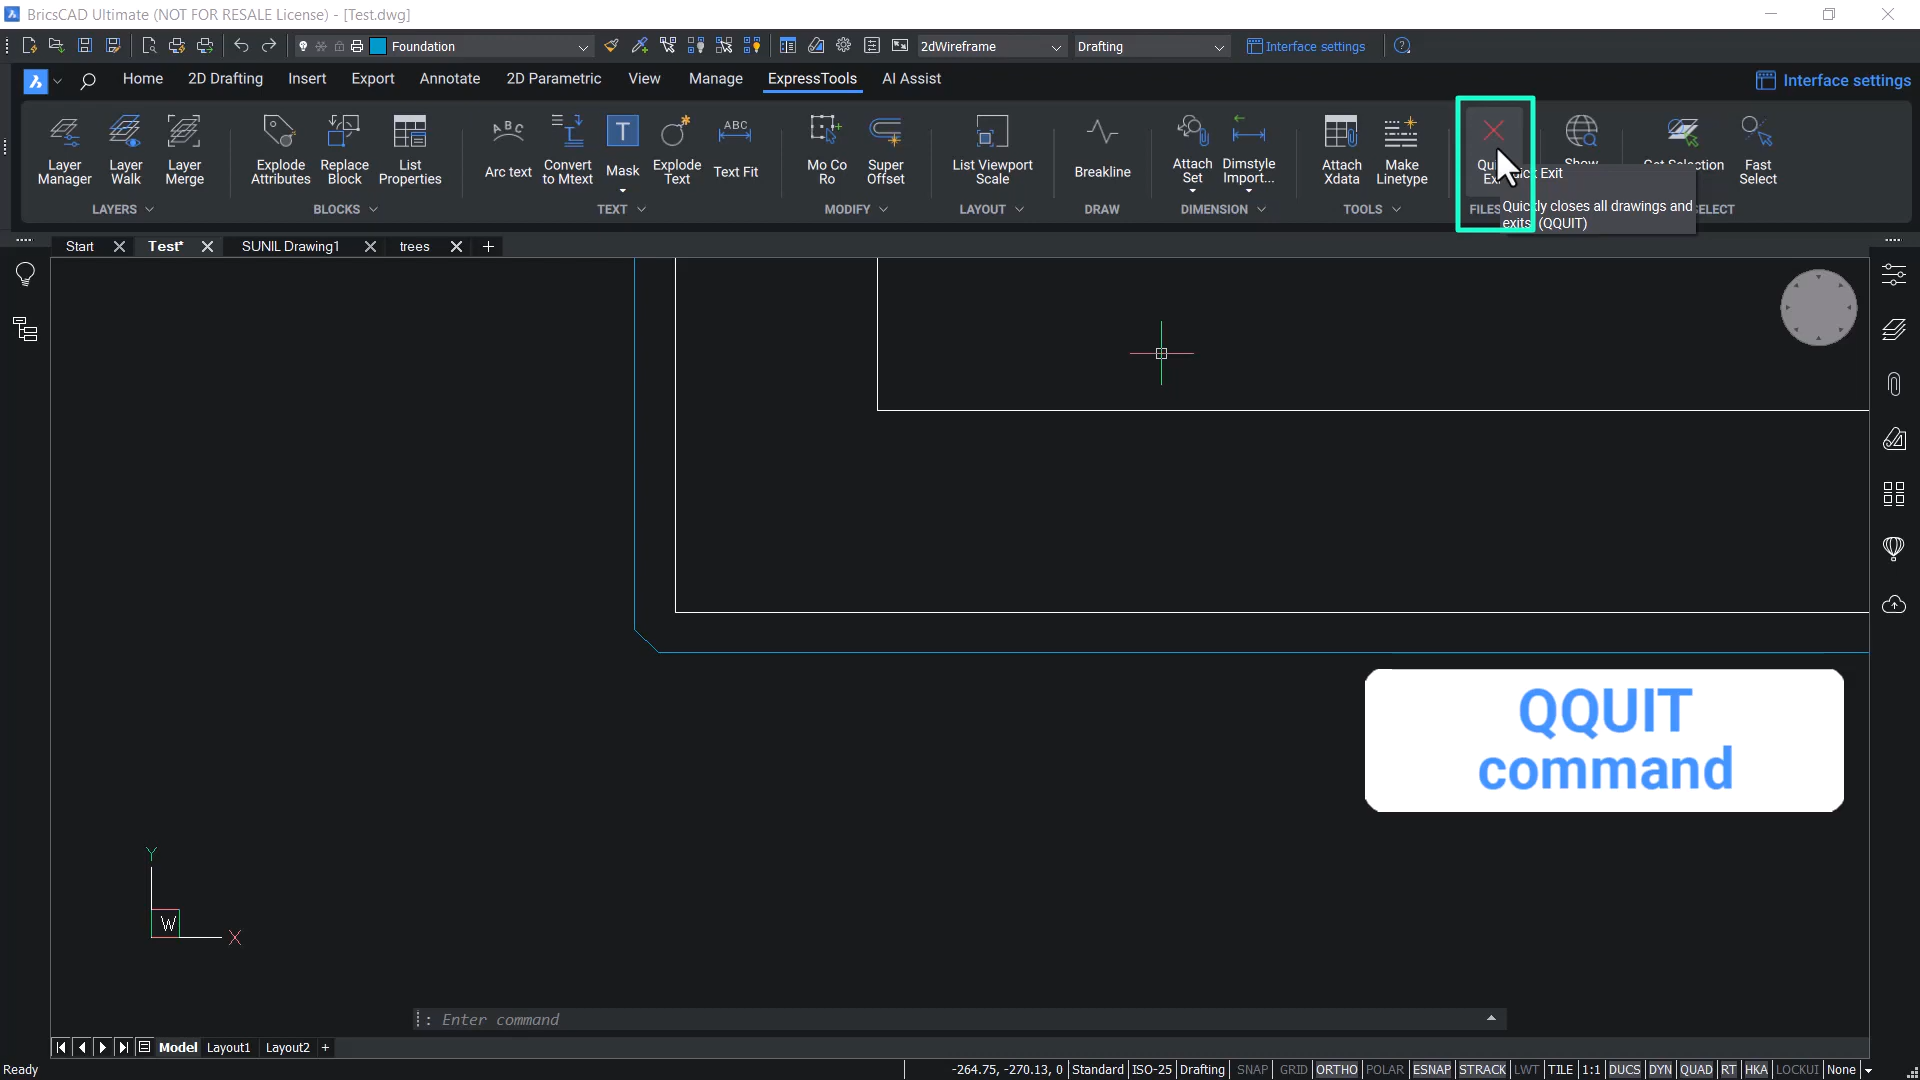 BricsCAD Ultimate (NOT FOR RESALE License) - [Test.dwg]
Foundation
2dWireframe
Drafting
Interface settings
Home
2D Drafting
Insert
Export
Annotate
2D Parametric
View
Manage
ExpressTools
AI Assist
Interface settings
Layer
Manager
Layer
Walk
Layer
Merge
LAYERS
Explode
Attributes
Replace
Block
List
Properties
BLOCKS
Arc text
Convert
to Mtext
T
Mask
Explode
Text
ABC
Text Fit
TEXT
Mo Co
Ro
Super
Offset
MODIFY
List Viewport
Scale
LAYOUT
Breakline
DRAW
Attach
Set
Dimstyle
Import...
DIMENSION
Attach
Xdata
Make
Linetype
TOOLS
FILES
Exit
Quickly closes all drawings and
exits (QQUIT)
Fast
Select
Start
Test*
SUNIL Drawing1
trees
QQUIT
command
Y
W
X
: Enter command
Model
Layout1
Layout2
Ready
-264.75, -270.13, 0
Standard
ISO-25
Drafting
SNAP
GRID
ORTHO
POLAR
ESNAP
STRACK
LWT
TILE
1:1
DUCS
DYN
QUAD
RT
HKA
LOCKUI
None